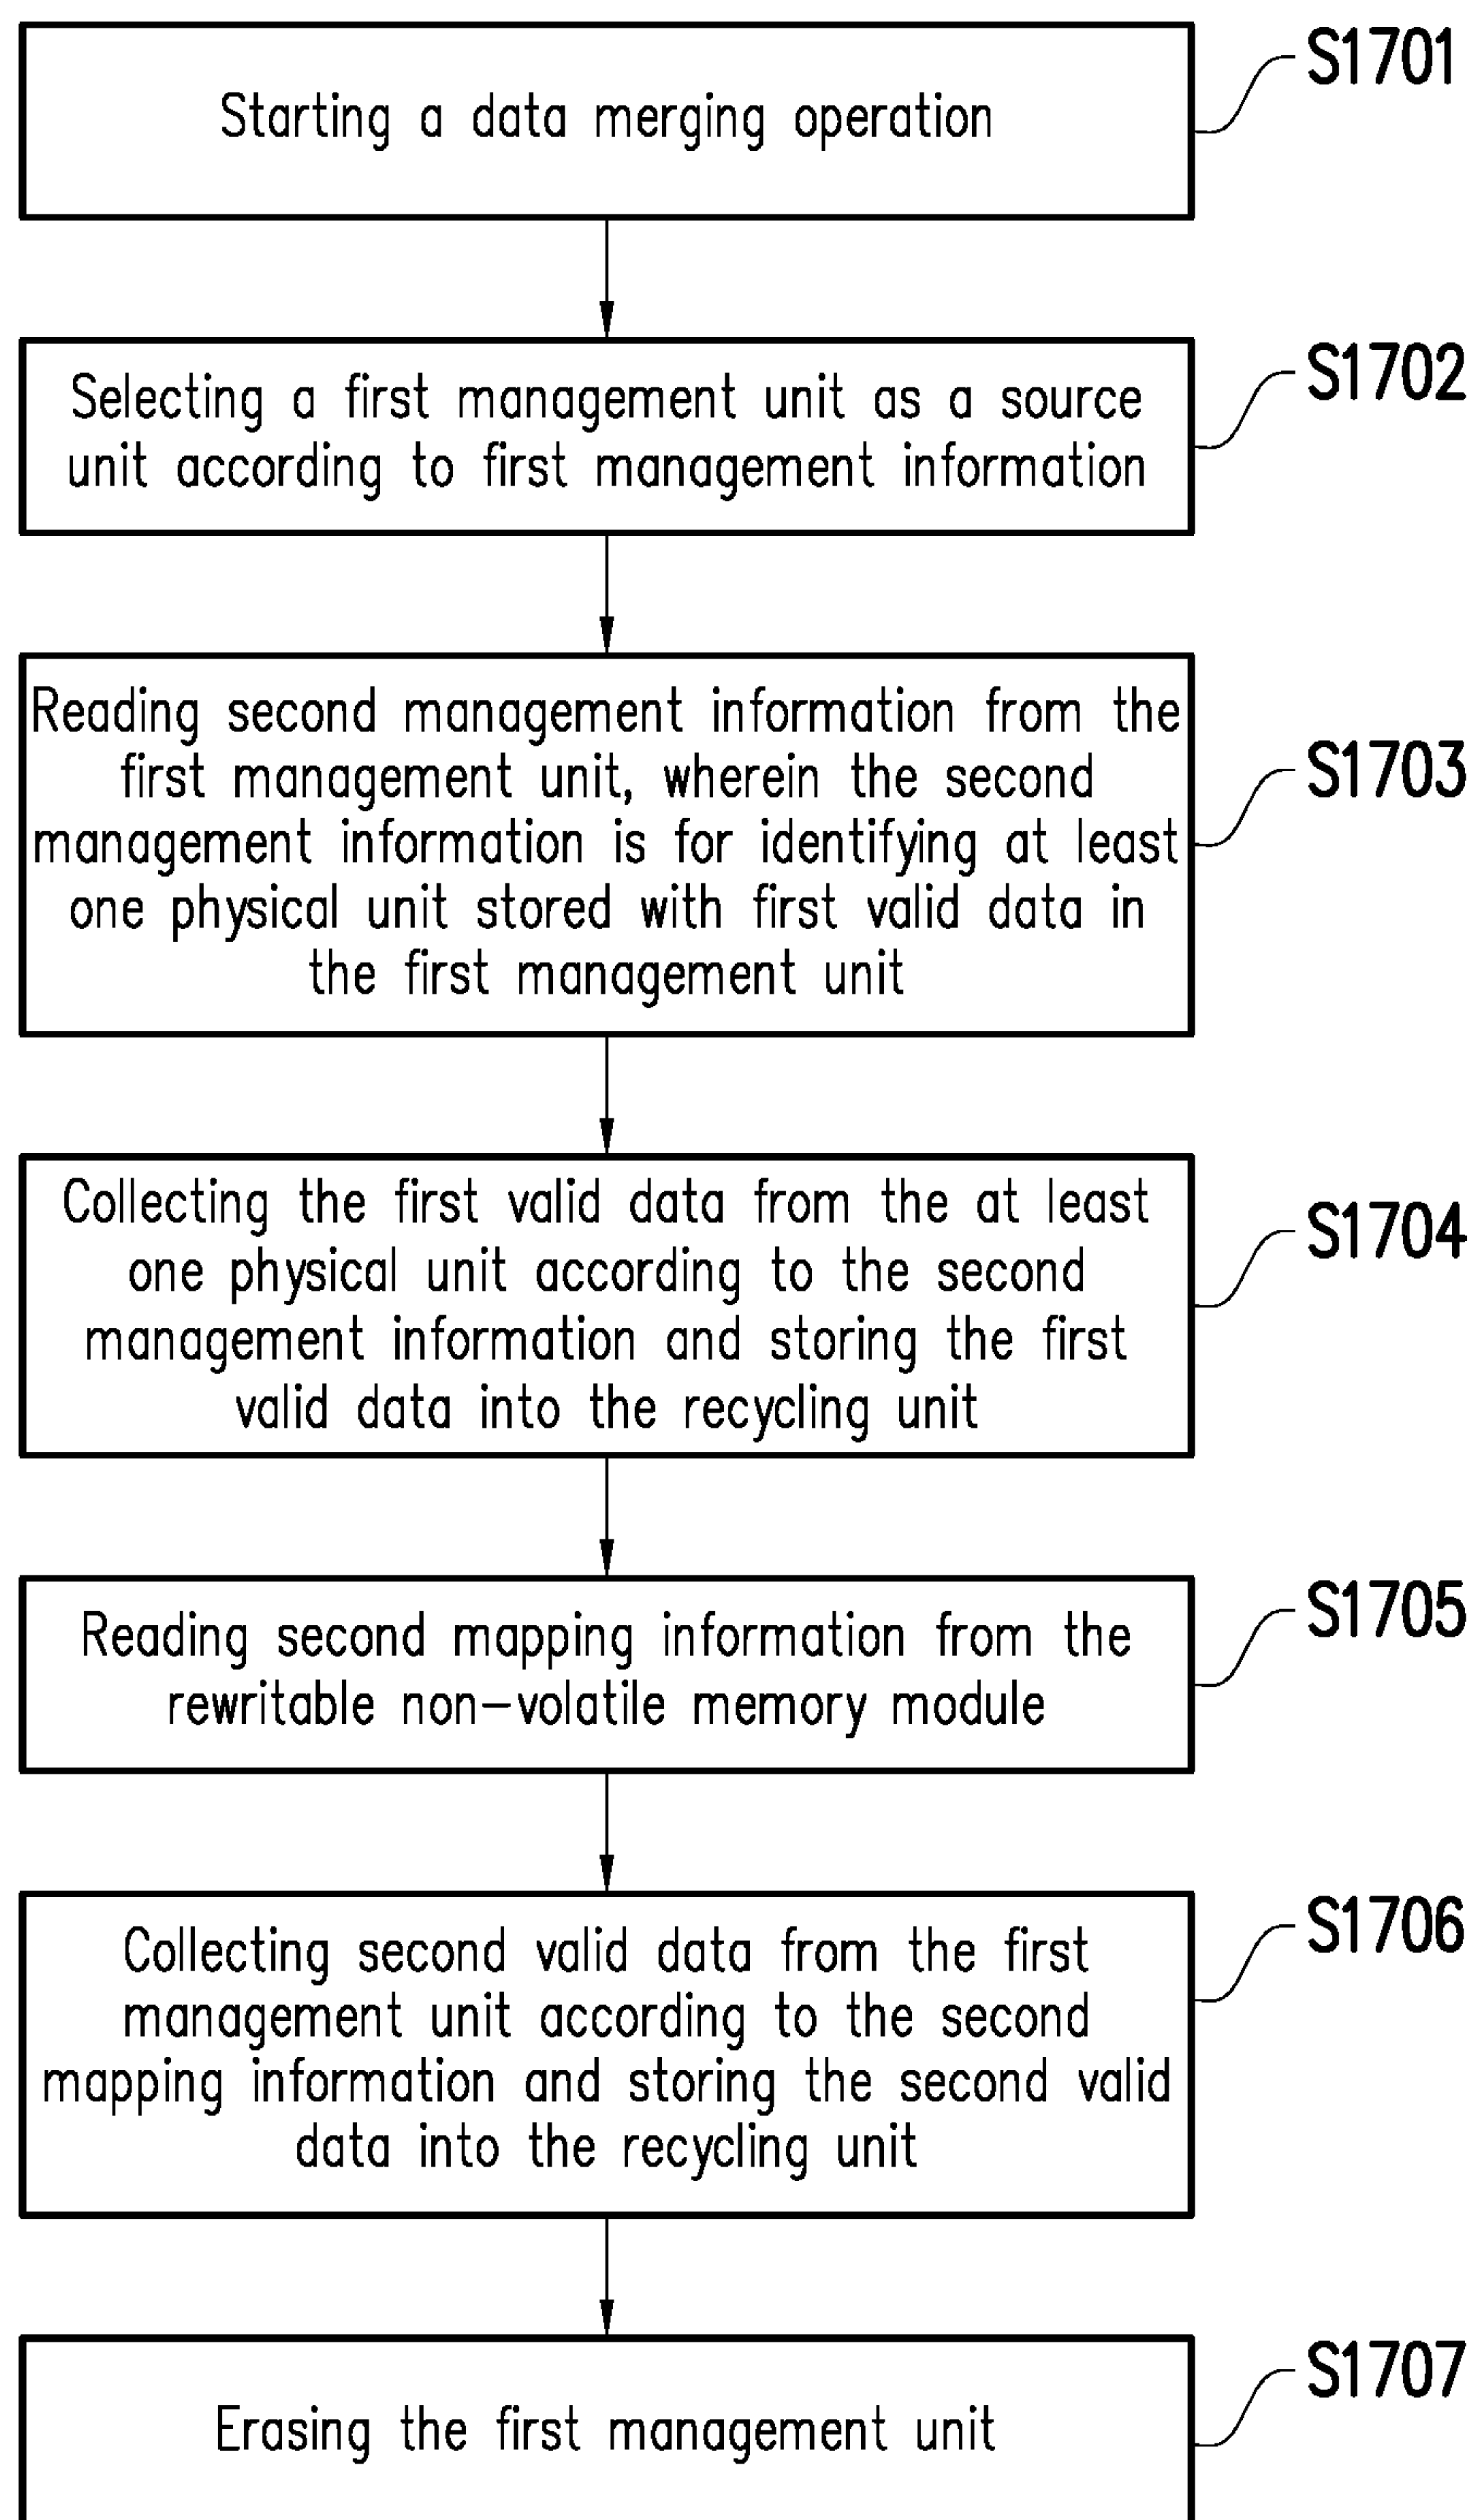 Starting a data merging operation
S1701
Selecting a first management unit as a source
unit according to first management information
S1702
Reading second management information from the
first management unit, wherein the second
management information is for identifying at least
one physical unit stored with first valid data in
the first management unit
S1703
Collecting the first valid data from the at least
one physical unit according to the second
management information and storing the first
valid data into the recycling unit
S1704
Reading second mapping information from the
rewritable non-volatile memory module
S1705
Collecting second valid data from the first
management unit according to the second
mapping information and storing the second valid
data into the recycling unit
S1706
Erasing the first management unit
S1707